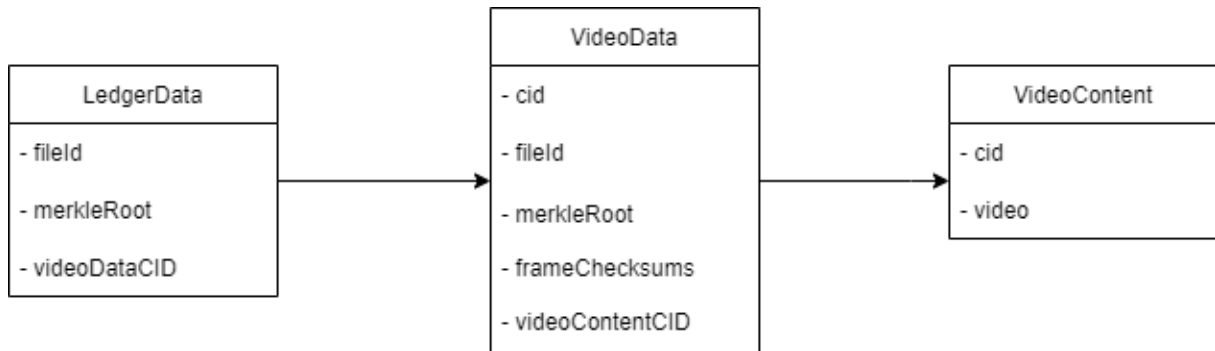 LedgerData
- fileId
- merkleRoot
- videoDataCID
VideoData
- cid
- fileId
- merkleRoot
- frameChecksums
- videoContentCID
VideoContent
- cid
- video